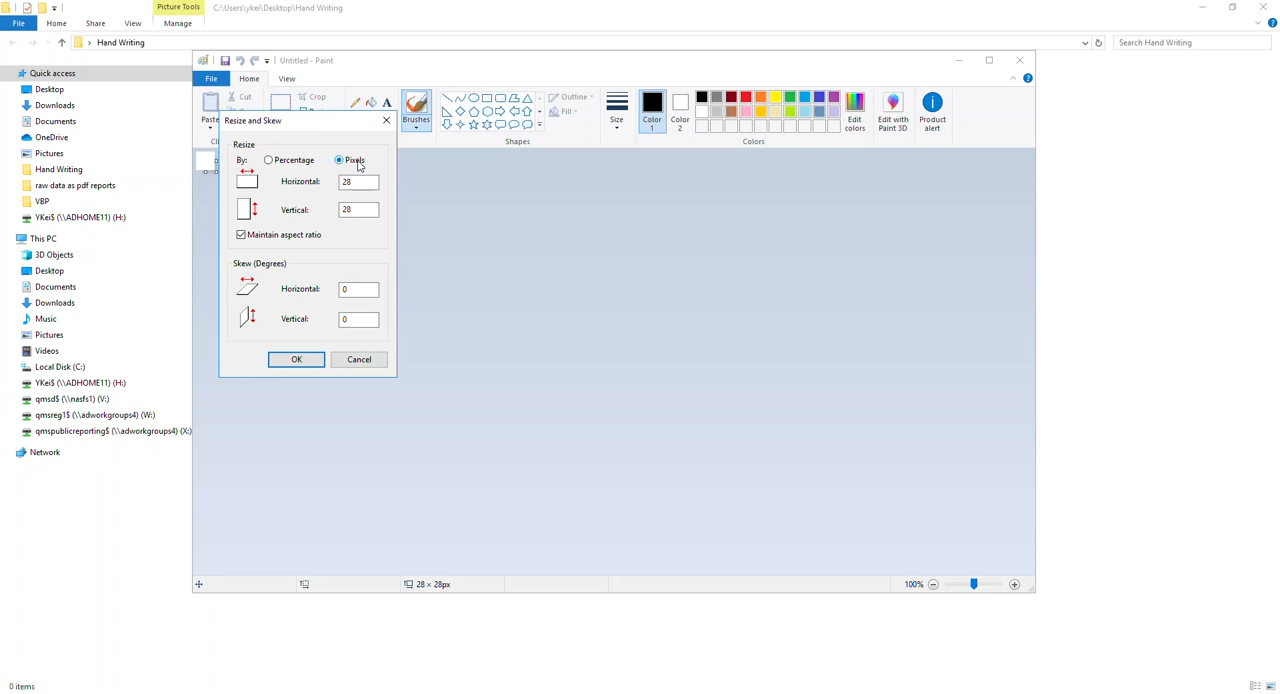 Picture Tools
C:\Users\ykei\Desktop\Hand Writing
File Home Share View Manage
Hand Writing
Search Hand Writing
Quick access
Desktop
Downloads
Documents
OneDrive
Pictures
Hand Writing
raw data as pdf reports
VBP
YKei$ (\\ADHOME11) (H:)
This PC
3D Objects
Desktop
Documents
Downloads
Music
Pictures
Videos
Local Disk (C:)
YKei$ (\\ADHOME11) (H:)
qmsd$ (\\nasfs1) (V:)
qmsreg1$ (\\adworkgroups4) (W:)
qmspublicreporting$ (\\adworkgroups4) (X:)
Network
0 items
Untitled - Paint
File Home View
Paste
Cut
Crop
A
Brushes
Outline
Fill
Shapes
Size
Color 1
Color 2
Edit colors
Edit with Paint 3D
Product alert
Colors
Resize and Skew
Resize
By: Percentage Pixels
Horizontal: 28
Vertical: 28
Maintain aspect ratio
Skew (Degrees)
Horizontal: 0
Vertical: 0
OK Cancel
28 × 28px
100%